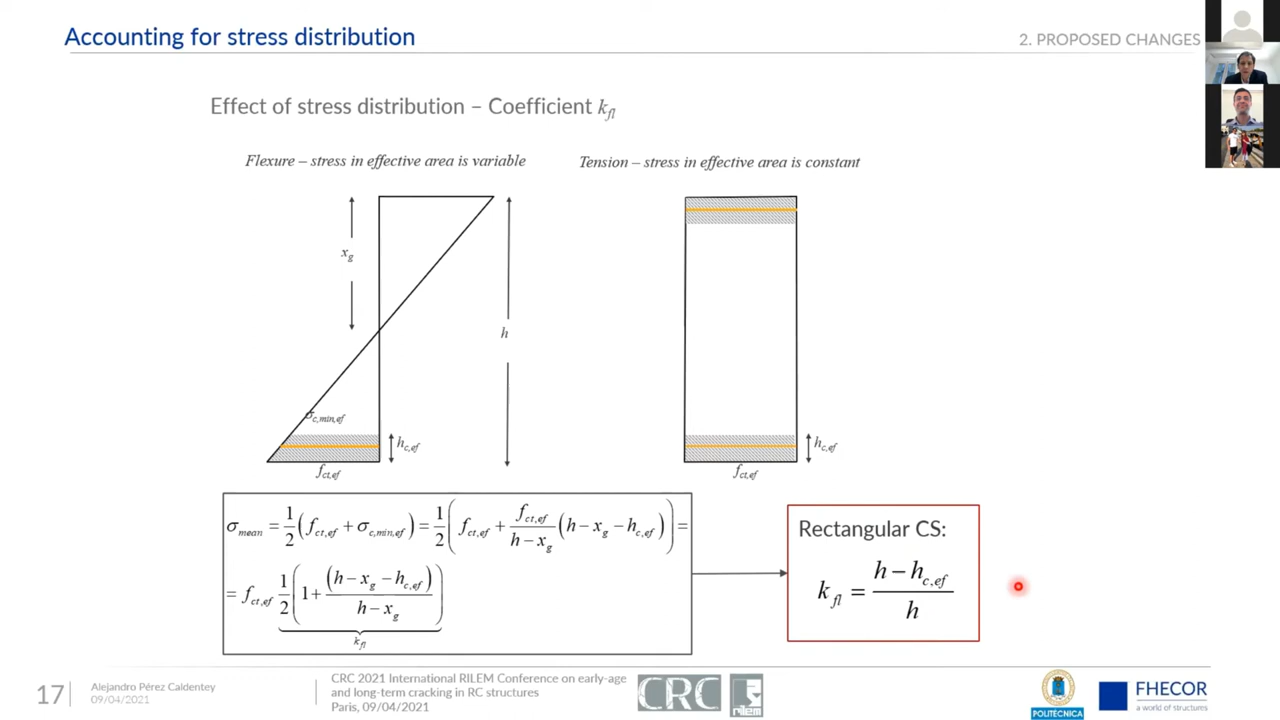 Accounting for stress distribution
2. PROPOSED CHANGES
Effect of stress distribution – Coefficient k_fl
Flexure – stress in effective area is variable
Tension – stress in effective area is constant
x_g
h
σ_c,min,ef
h_c,ef
f_ct,ef
h_c,ef
f_ct,ef
σ_mean = 1/2 (f_ct,ef + σ_c,min,ef) = 1/2 (f_ct,ef + f_ct,ef/(h − x_g) (h − x_g − h_c,ef)) =
= f_ct,ef 1/2 (1 + (h − x_g − h_c,ef)/(h − x_g))
k_fl
Rectangular CS:
k_fl = (h − h_c,ef)/h
17
Alejandro Pérez Caldentey
09/04/2021
CRC 2021 International RILEM Conference on early-age
and long-term cracking in RC structures
Paris, 09/04/2021
CRC
rilem
POLITÉCNICA
FHECOR
a world of structures